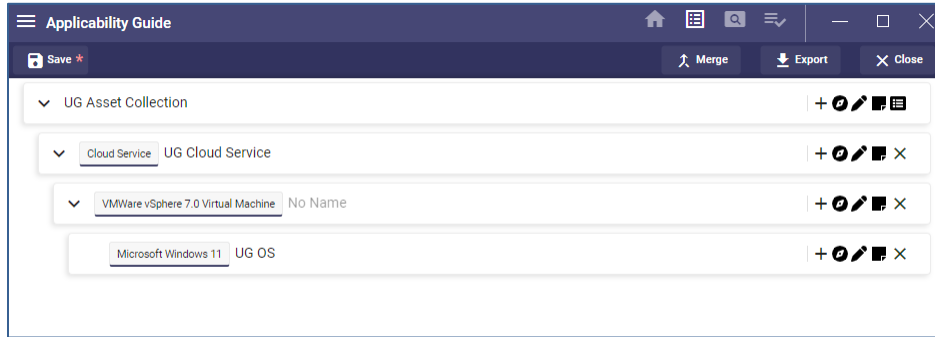 Applicability Guide
Save *
Merge
Export
Close
UG Asset Collection
Cloud Service UG Cloud Service
VMWare vSphere 7.0 Virtual Machine No Name
Microsoft Windows 11 UG OS